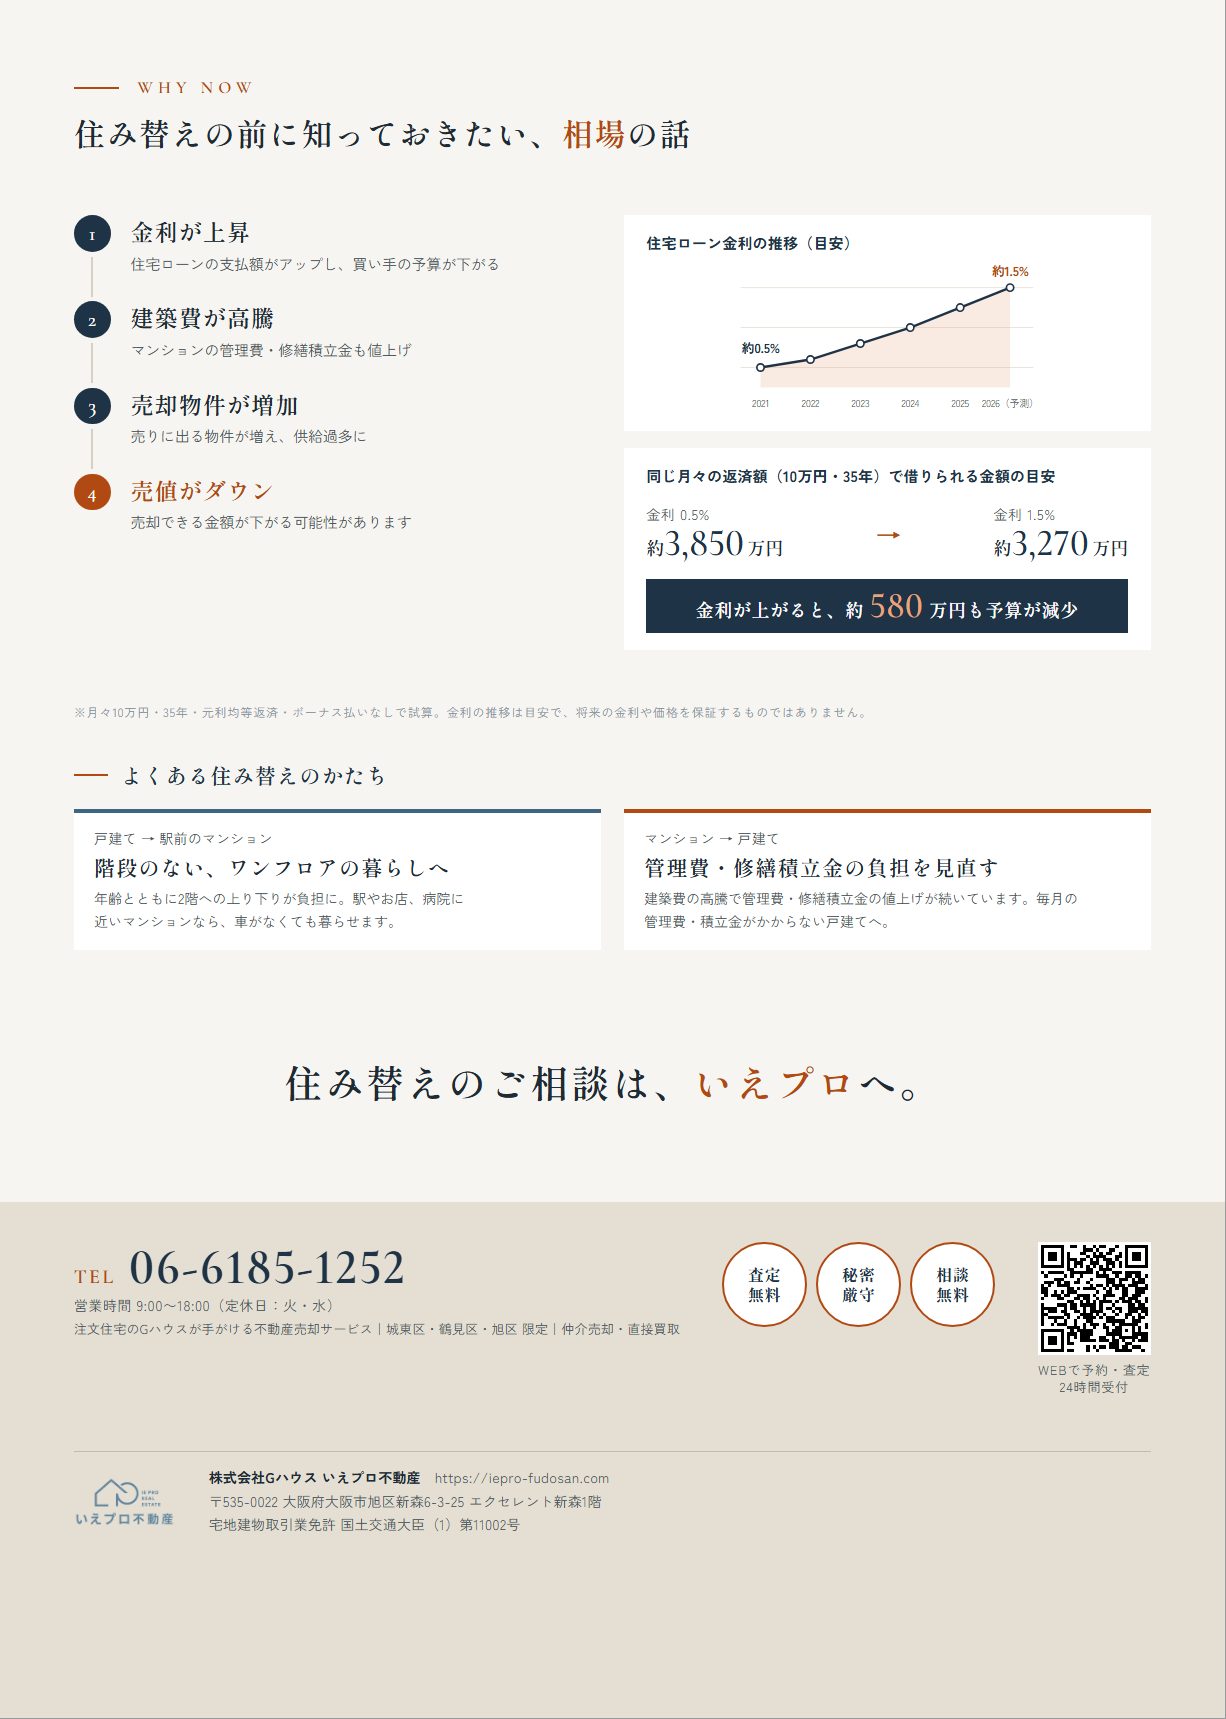 WHY NOW
住み替えの前に知っておきたい、相場の話
1
金利が上昇
住宅ローンの支払額がアップし、買い手の予算が下がる
2
建築費が高騰
マンションの管理費・修繕積立金も値上げ
3
売却物件が増加
売りに出る物件が増え、供給過多に
4
売値がダウン
売却できる金額が下がる可能性があります
住宅ローン金利の推移（目安）
約1.5%
約0.5%
2021 2022 2023 2024 2025 2026（予測）
同じ月々の返済額（10万円・35年）で借りられる金額の目安
金利 0.5% 金利 1.5%
約3,850 万円 → 約3,270 万円
金利が上がると、約 580 万円も予算が減少
※月々10万円・35年・元利均等返済・ボーナス払いなしで試算。金利の推移は目安で、将来の金利や価格を保証するものではありません。
よくある住み替えのかたち
戸建て → 駅前のマンション
階段のない、ワンフロアの暮らしへ
年齢とともに2階への上り下りが負担に。駅やお店、病院に
近いマンションなら、車がなくても暮らせます。
マンション → 戸建て
管理費・修繕積立金の負担を見直す
建築費の高騰で管理費・修繕積立金の値上げが続いています。毎月の
管理費・積立金がかからない戸建てへ。
住み替えのご相談は、いえプロへ。
TEL 06-6185-1252
営業時間 9:00〜18:00（定休日：火・水）
注文住宅のGハウスが手がける不動産売却サービス｜城東区・鶴見区・旭区 限定｜仲介売却・直接買取
査定
無料
秘密
厳守
相談
無料
WEBで予約・査定
24時間受付
IE PRO
REAL
ESTATE
いえプロ不動産
株式会社Gハウス いえプロ不動産 https://iepro-fudosan.com
〒535-0022 大阪府大阪市旭区新森6-3-25 エクセレント新森1階
宅地建物取引業免許 国土交通大臣（1）第11002号